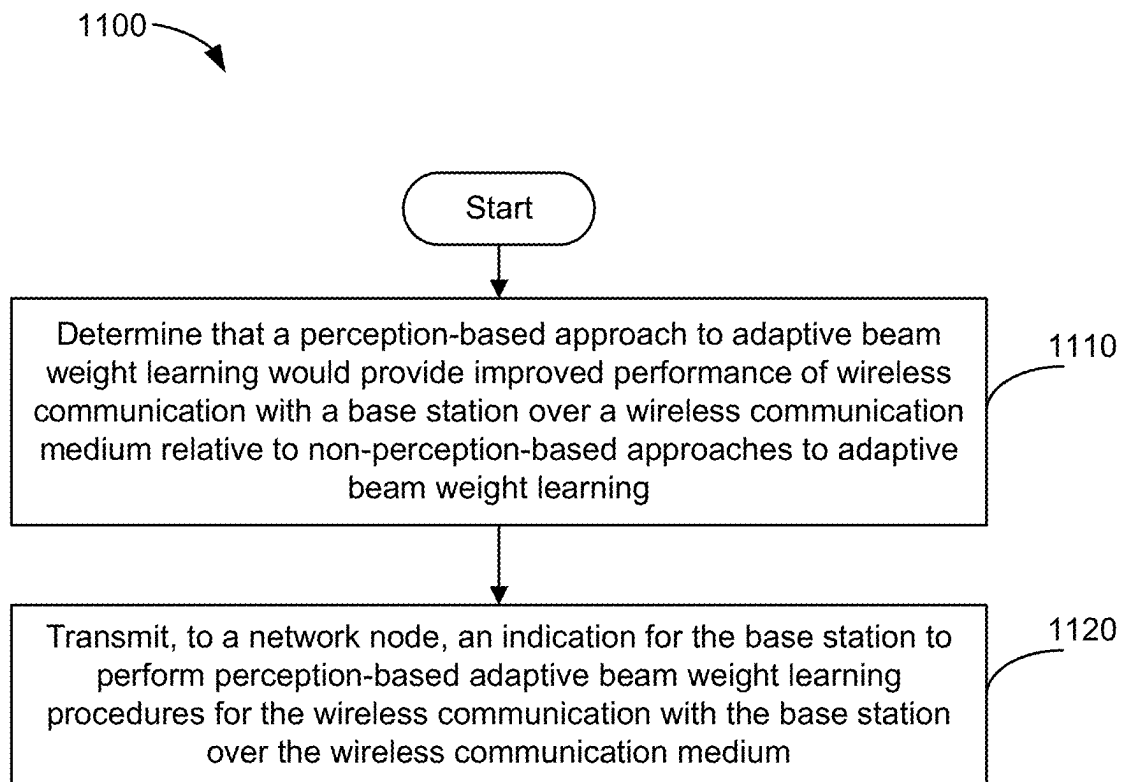 1100
Start
Determine that a perception-based approach to adaptive beam
weight learning would provide improved performance of wireless
communication with a base station over a wireless communication
medium relative to non-perception-based approaches to adaptive
beam weight learning
1110
Transmit, to a network node, an indication for the base station to
perform perception-based adaptive beam weight learning
procedures for the wireless communication with the base station
over the wireless communication medium
1120